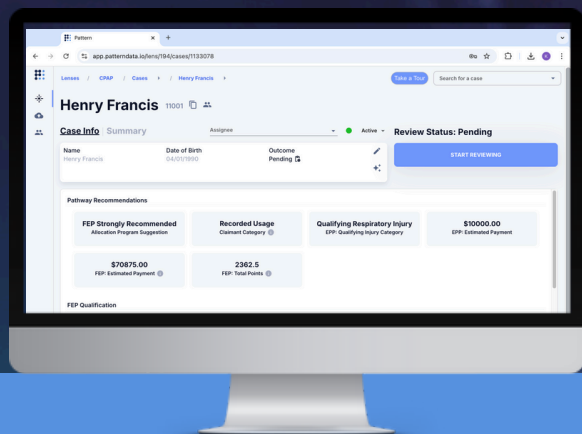 Pattern
app.patterndata.io/lens/194/cases/1133078
Lenses / CPAP / Cases / Henry Francis
Take a Tour
Search for a case
Henry Francis 11001
Case Info Summary
Assignee
Active
Review Status: Pending
Name
Henry Francis
Date of Birth
04/01/1990
Outcome
Pending
START REVIEWING
Pathway Recommendations
FEP Strongly Recommended
Allocation Program Suggestion
Recorded Usage
Claimant Category
Qualifying Respiratory Injury
EPP: Qualifying Injury Category
$10000.00
EPP: Estimated Payment
$70875.00
FEP: Estimated Payment
2362.5
FEP: Total Points
FEP Qualification